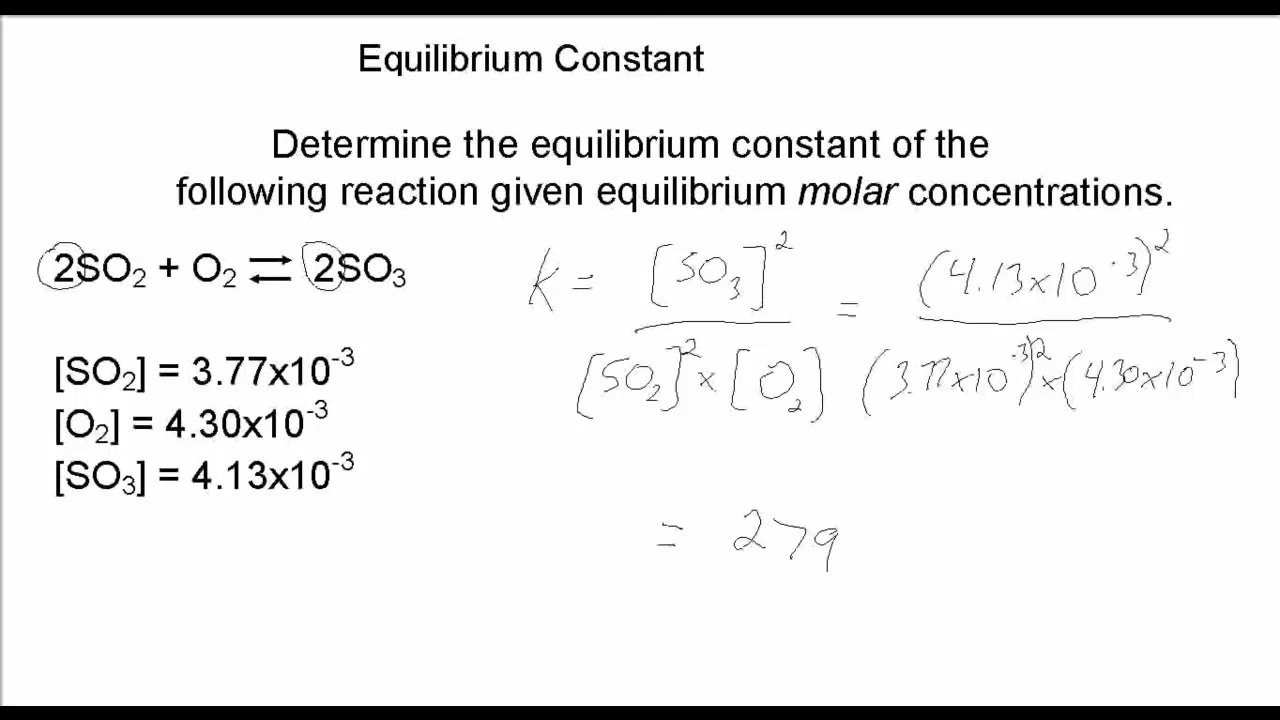 Equilibrium Constant
Determine the equilibrium constant of the
following reaction given equilibrium molar concentrations.
2SO₂ + O₂ ⇌ 2SO₃
[SO₂] = 3.77x10⁻³
[O₂] = 4.30x10⁻³
[SO₃] = 4.13x10⁻³
K = [SO₃]² / [SO₂]² x [O₂] = (4.13x10⁻³)² / (3.77x10⁻³)² x (4.30x10⁻³)
= 279